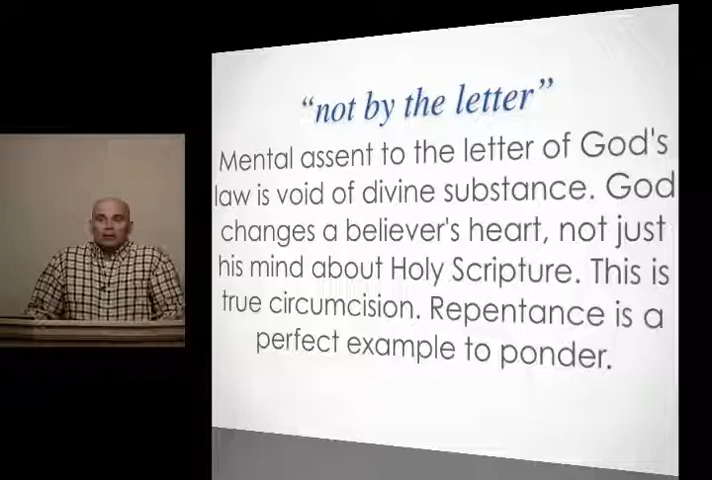 “not by the letter”
Mental assent to the letter of God's
law is void of divine substance. God
changes a believer's heart, not just
his mind about Holy Scripture. This is
true circumcision. Repentance is a
perfect example to ponder.